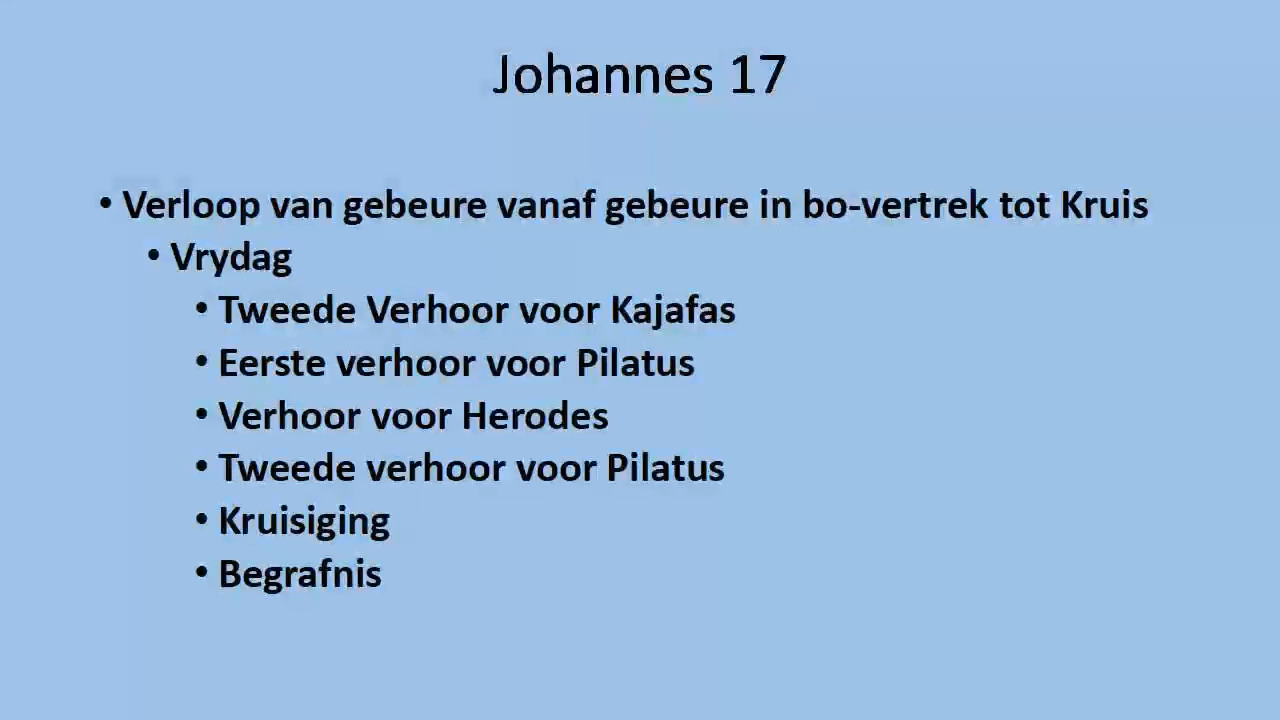 Johannes 17
• Verloop van gebeure vanaf gebeure in bo-vertrek tot Kruis
• Vrydag
• Tweede Verhoor voor Kajafas
• Eerste verhoor voor Pilatus
• Verhoor voor Herodes
• Tweede verhoor voor Pilatus
• Kruisiging
• Begrafnis